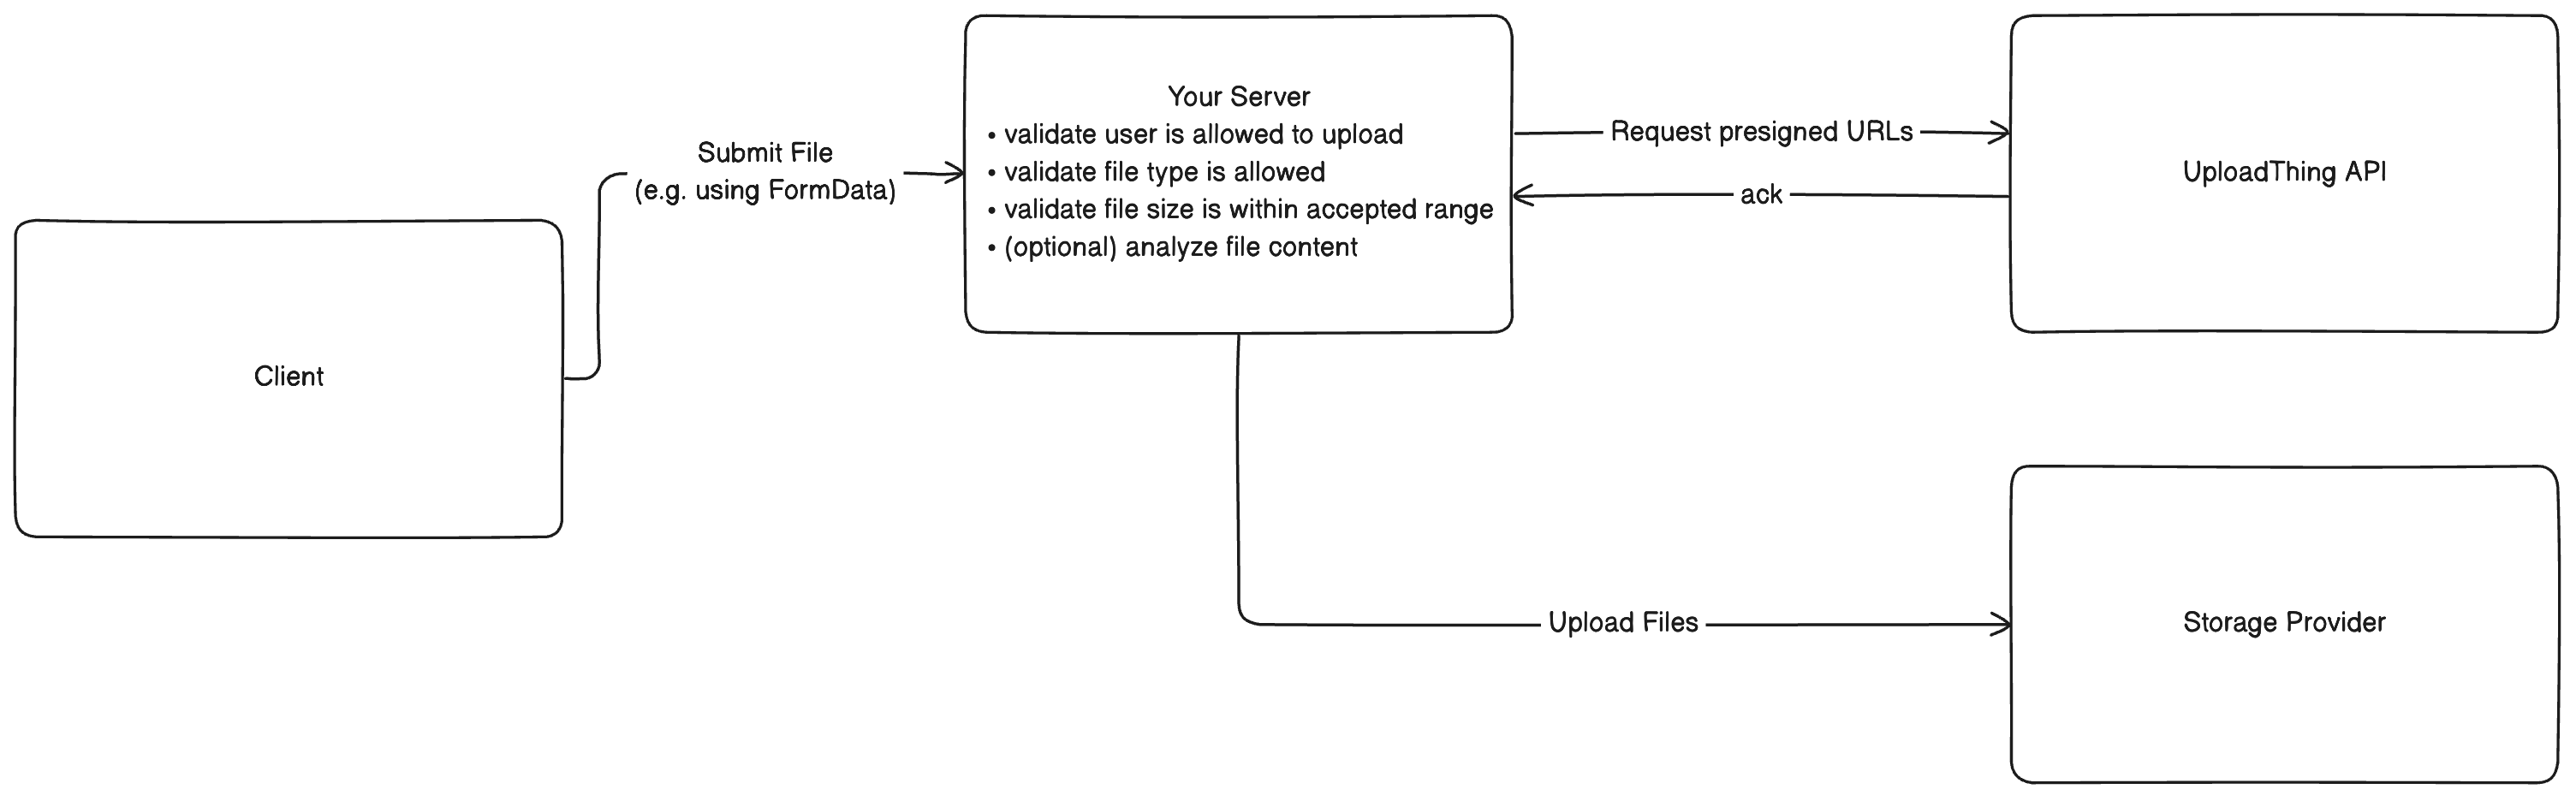 Your Server
• validate user is allowed to upload
• validate file type is allowed
• validate file size is within accepted range
• (optional) analyze file content
Submit File
(e.g. using FormData)
Request presigned URLs
ack
UploadThing API
Client
Upload Files
Storage Provider